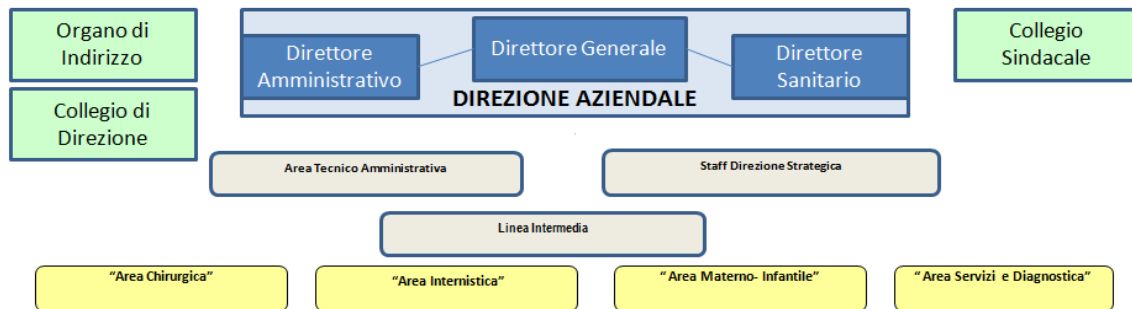 Organo di
Indirizzo
Direttore
Amministrativo
Direttore Generale
Direttore
Sanitario
Collegio
Sindacale
DIREZIONE AZIENDALE
Collegio di
Direzione
Area Tecnico Amministrativa
Staff Direzione Strategica
Linea Intermedia
“Area Chirurgica”
“Area Internistica”
“Area Materno- Infantile”
“Area Servizi e Diagnostica”